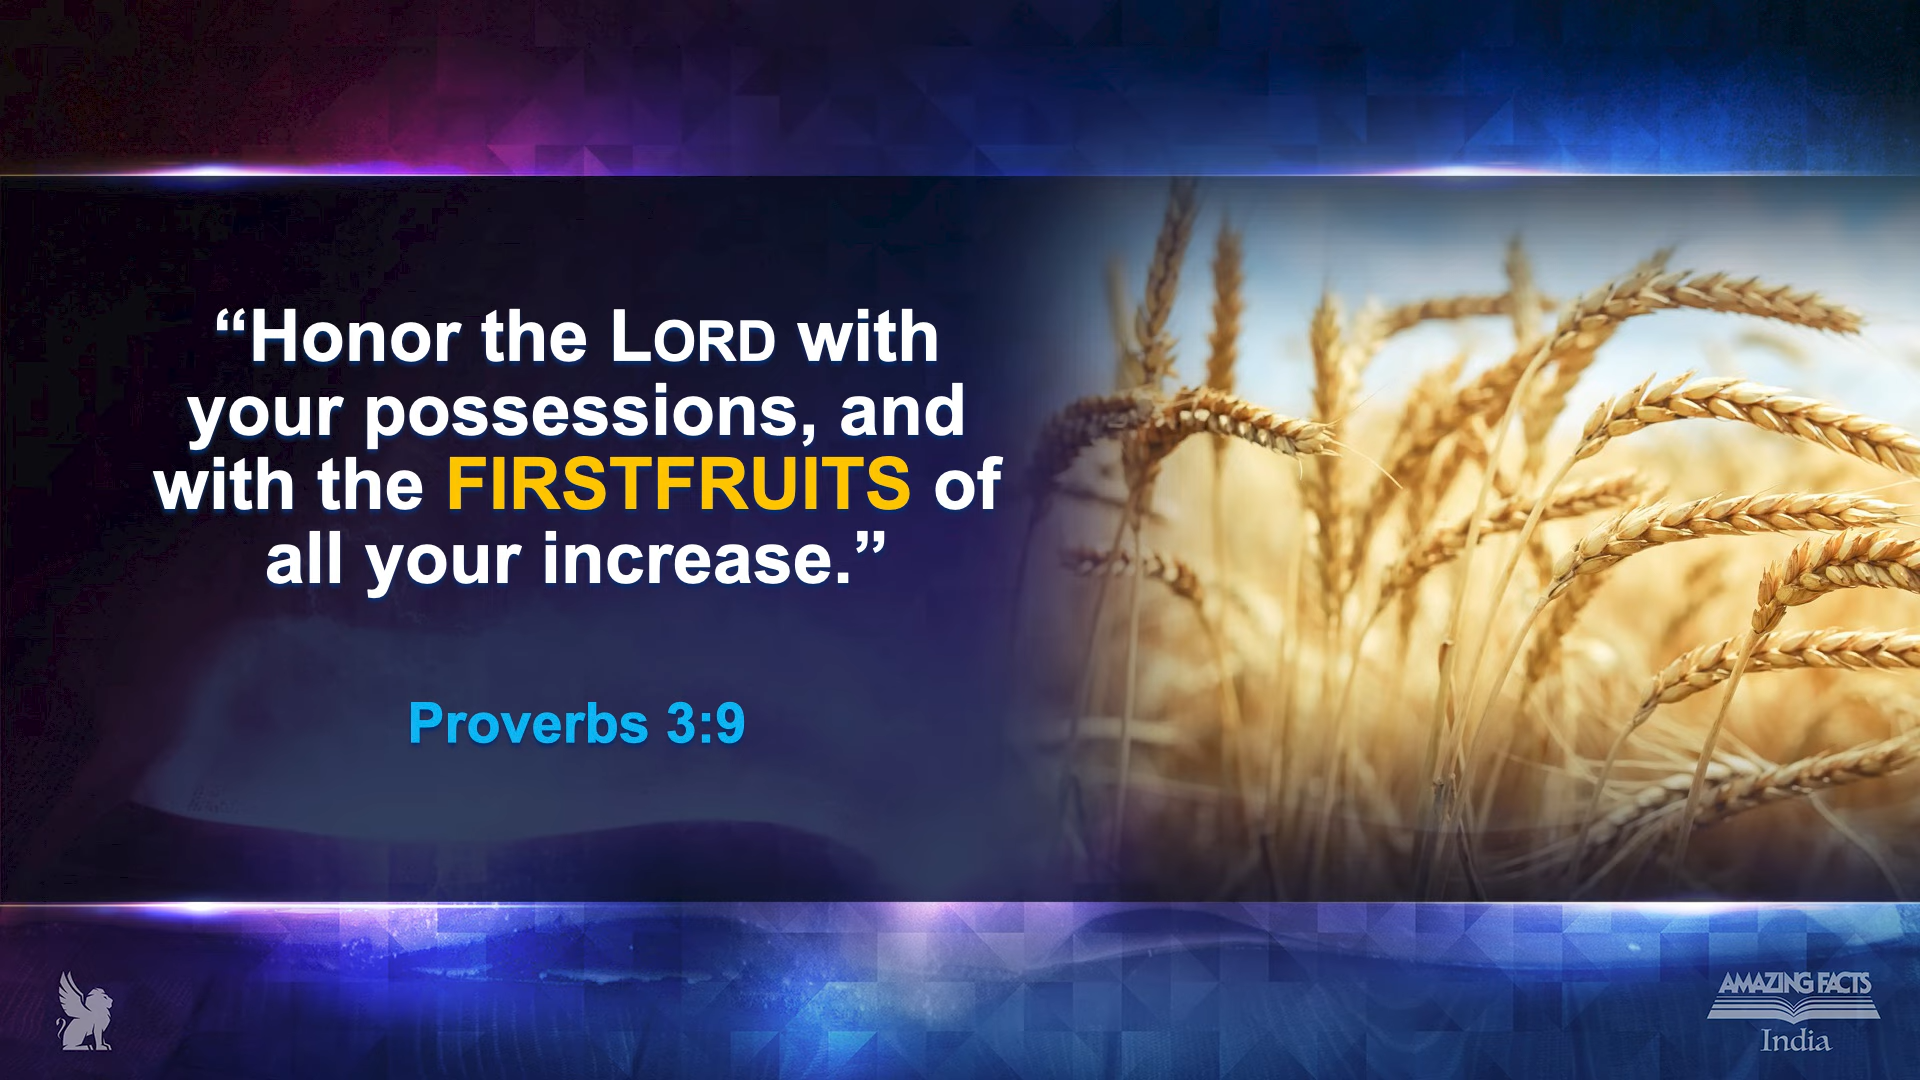 “Honor the LORD with
your possessions, and
with the FIRSTFRUITS of
all your increase.”
Proverbs 3:9
AMAZING FACTS
India